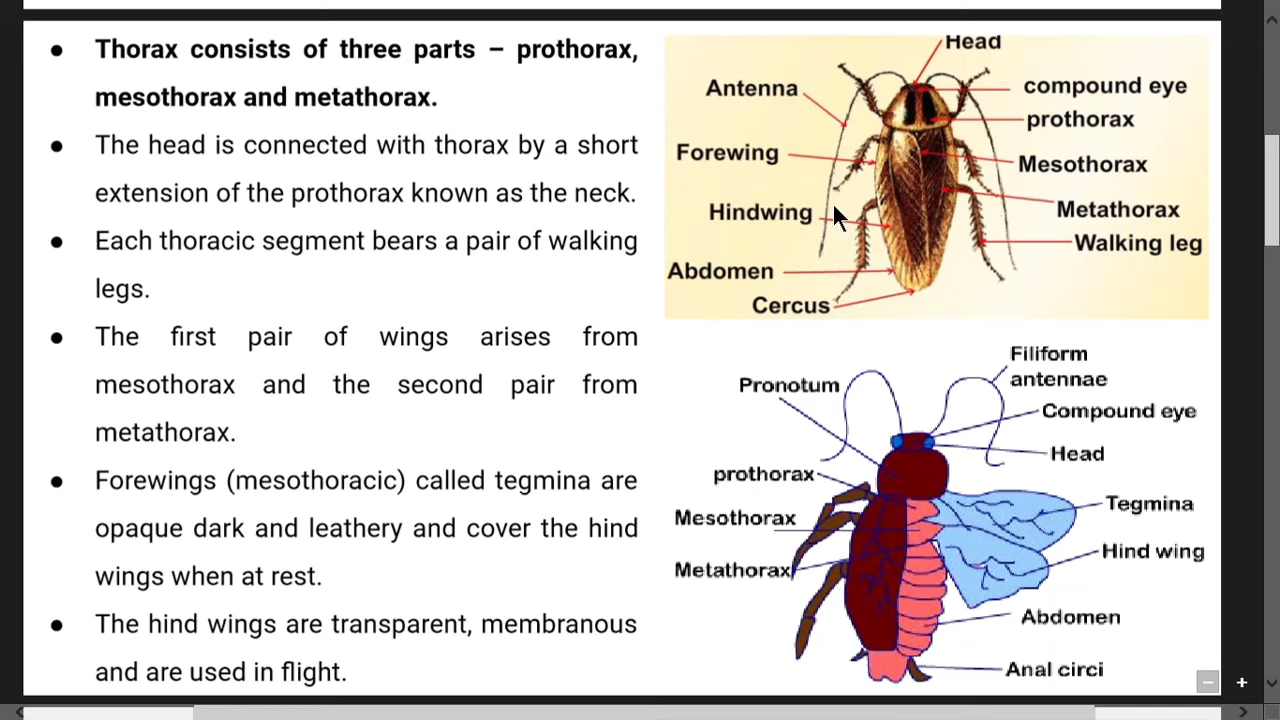 ● Thorax consists of three parts – prothorax,
mesothorax and metathorax.
● The head is connected with thorax by a short
extension of the prothorax known as the neck.
● Each thoracic segment bears a pair of walking
legs.
● The first pair of wings arises from
mesothorax and the second pair from
metathorax.
● Forewings (mesothoracic) called tegmina are
opaque dark and leathery and cover the hind
wings when at rest.
● The hind wings are transparent, membranous
and are used in flight.
Head
Antenna
compound eye
prothorax
Forewing
Mesothorax
Hindwing
Metathorax
Walking leg
Abdomen
Cercus
Filiform
antennae
Pronotum
Compound eye
Head
prothorax
Tegmina
Mesothorax
Hind wing
Metathorax
Abdomen
Anal circi